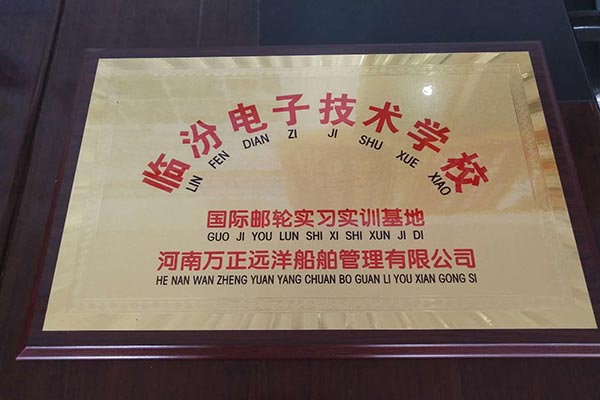 临汾电子技术学校
LIN FEN DIAN ZI JI SHU XUE XIAO
国际邮轮实习实训基地
GUO JI YOU LUN SHI XI SHI XUN JI DI
河南万正远洋船舶管理有限公司
HE NAN WAN ZHENG YUAN YANG CHUAN BO GUAN LI YOU XIAN GONG SI